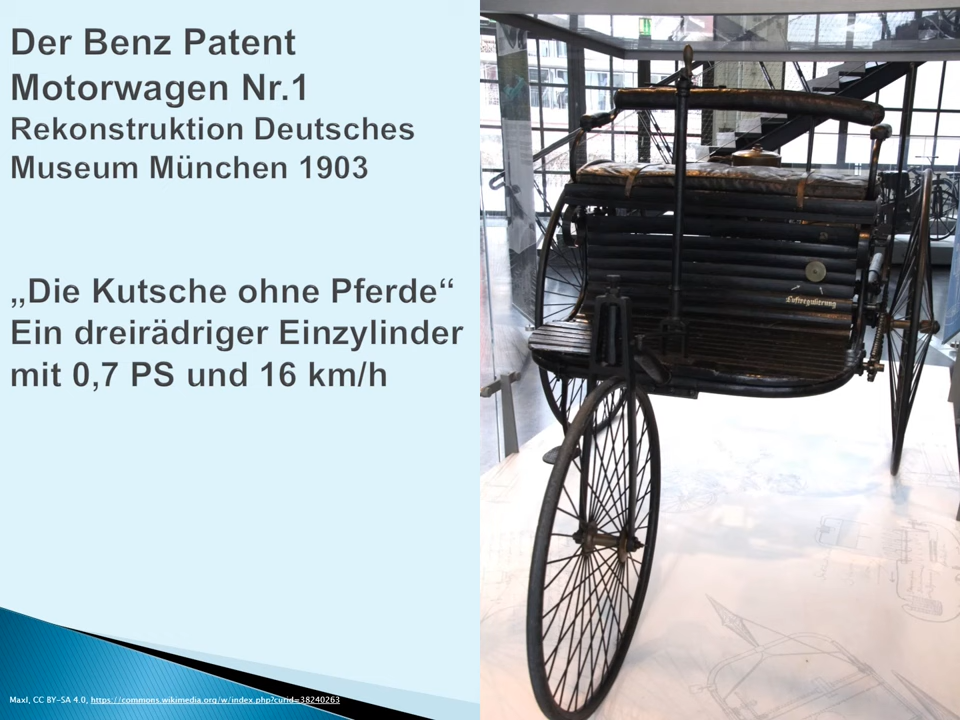 Der Benz Patent
Motorwagen Nr.1
Rekonstruktion Deutsches
Museum München 1903
„Die Kutsche ohne Pferde“
Ein dreirädriger Einzylinder
mit 0,7 PS und 16 km/h
Luftregulierung
MaxJ, CC BY-SA 4.0, https://commons.wikimedia.org/w/index.php?curid=38240263